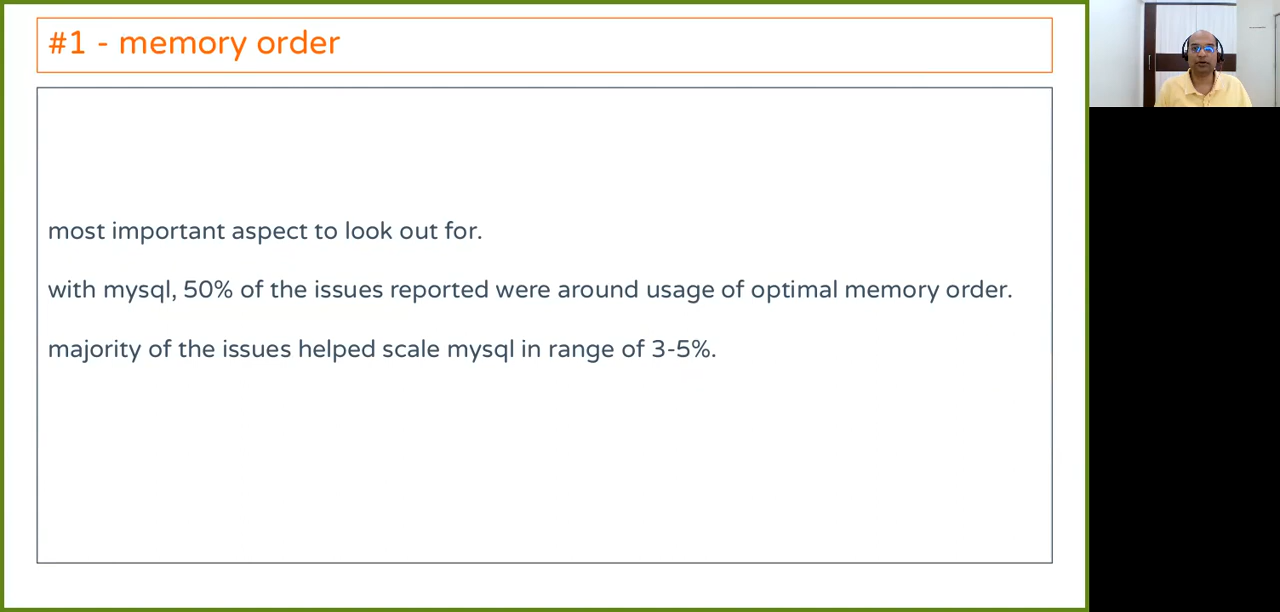 #1 - memory order
most important aspect to look out for.
with mysql, 50% of the issues reported were around usage of optimal memory order.
majority of the issues helped scale mysql in range of 3-5%.